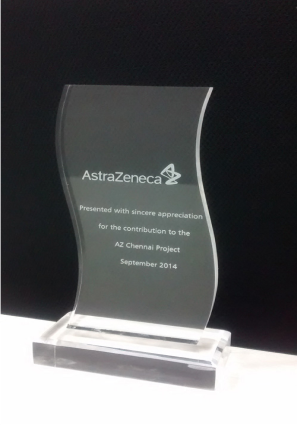 AstraZeneca
Presented with sincere appreciation
for the contribution to the
AZ Chennai Project
September 2014